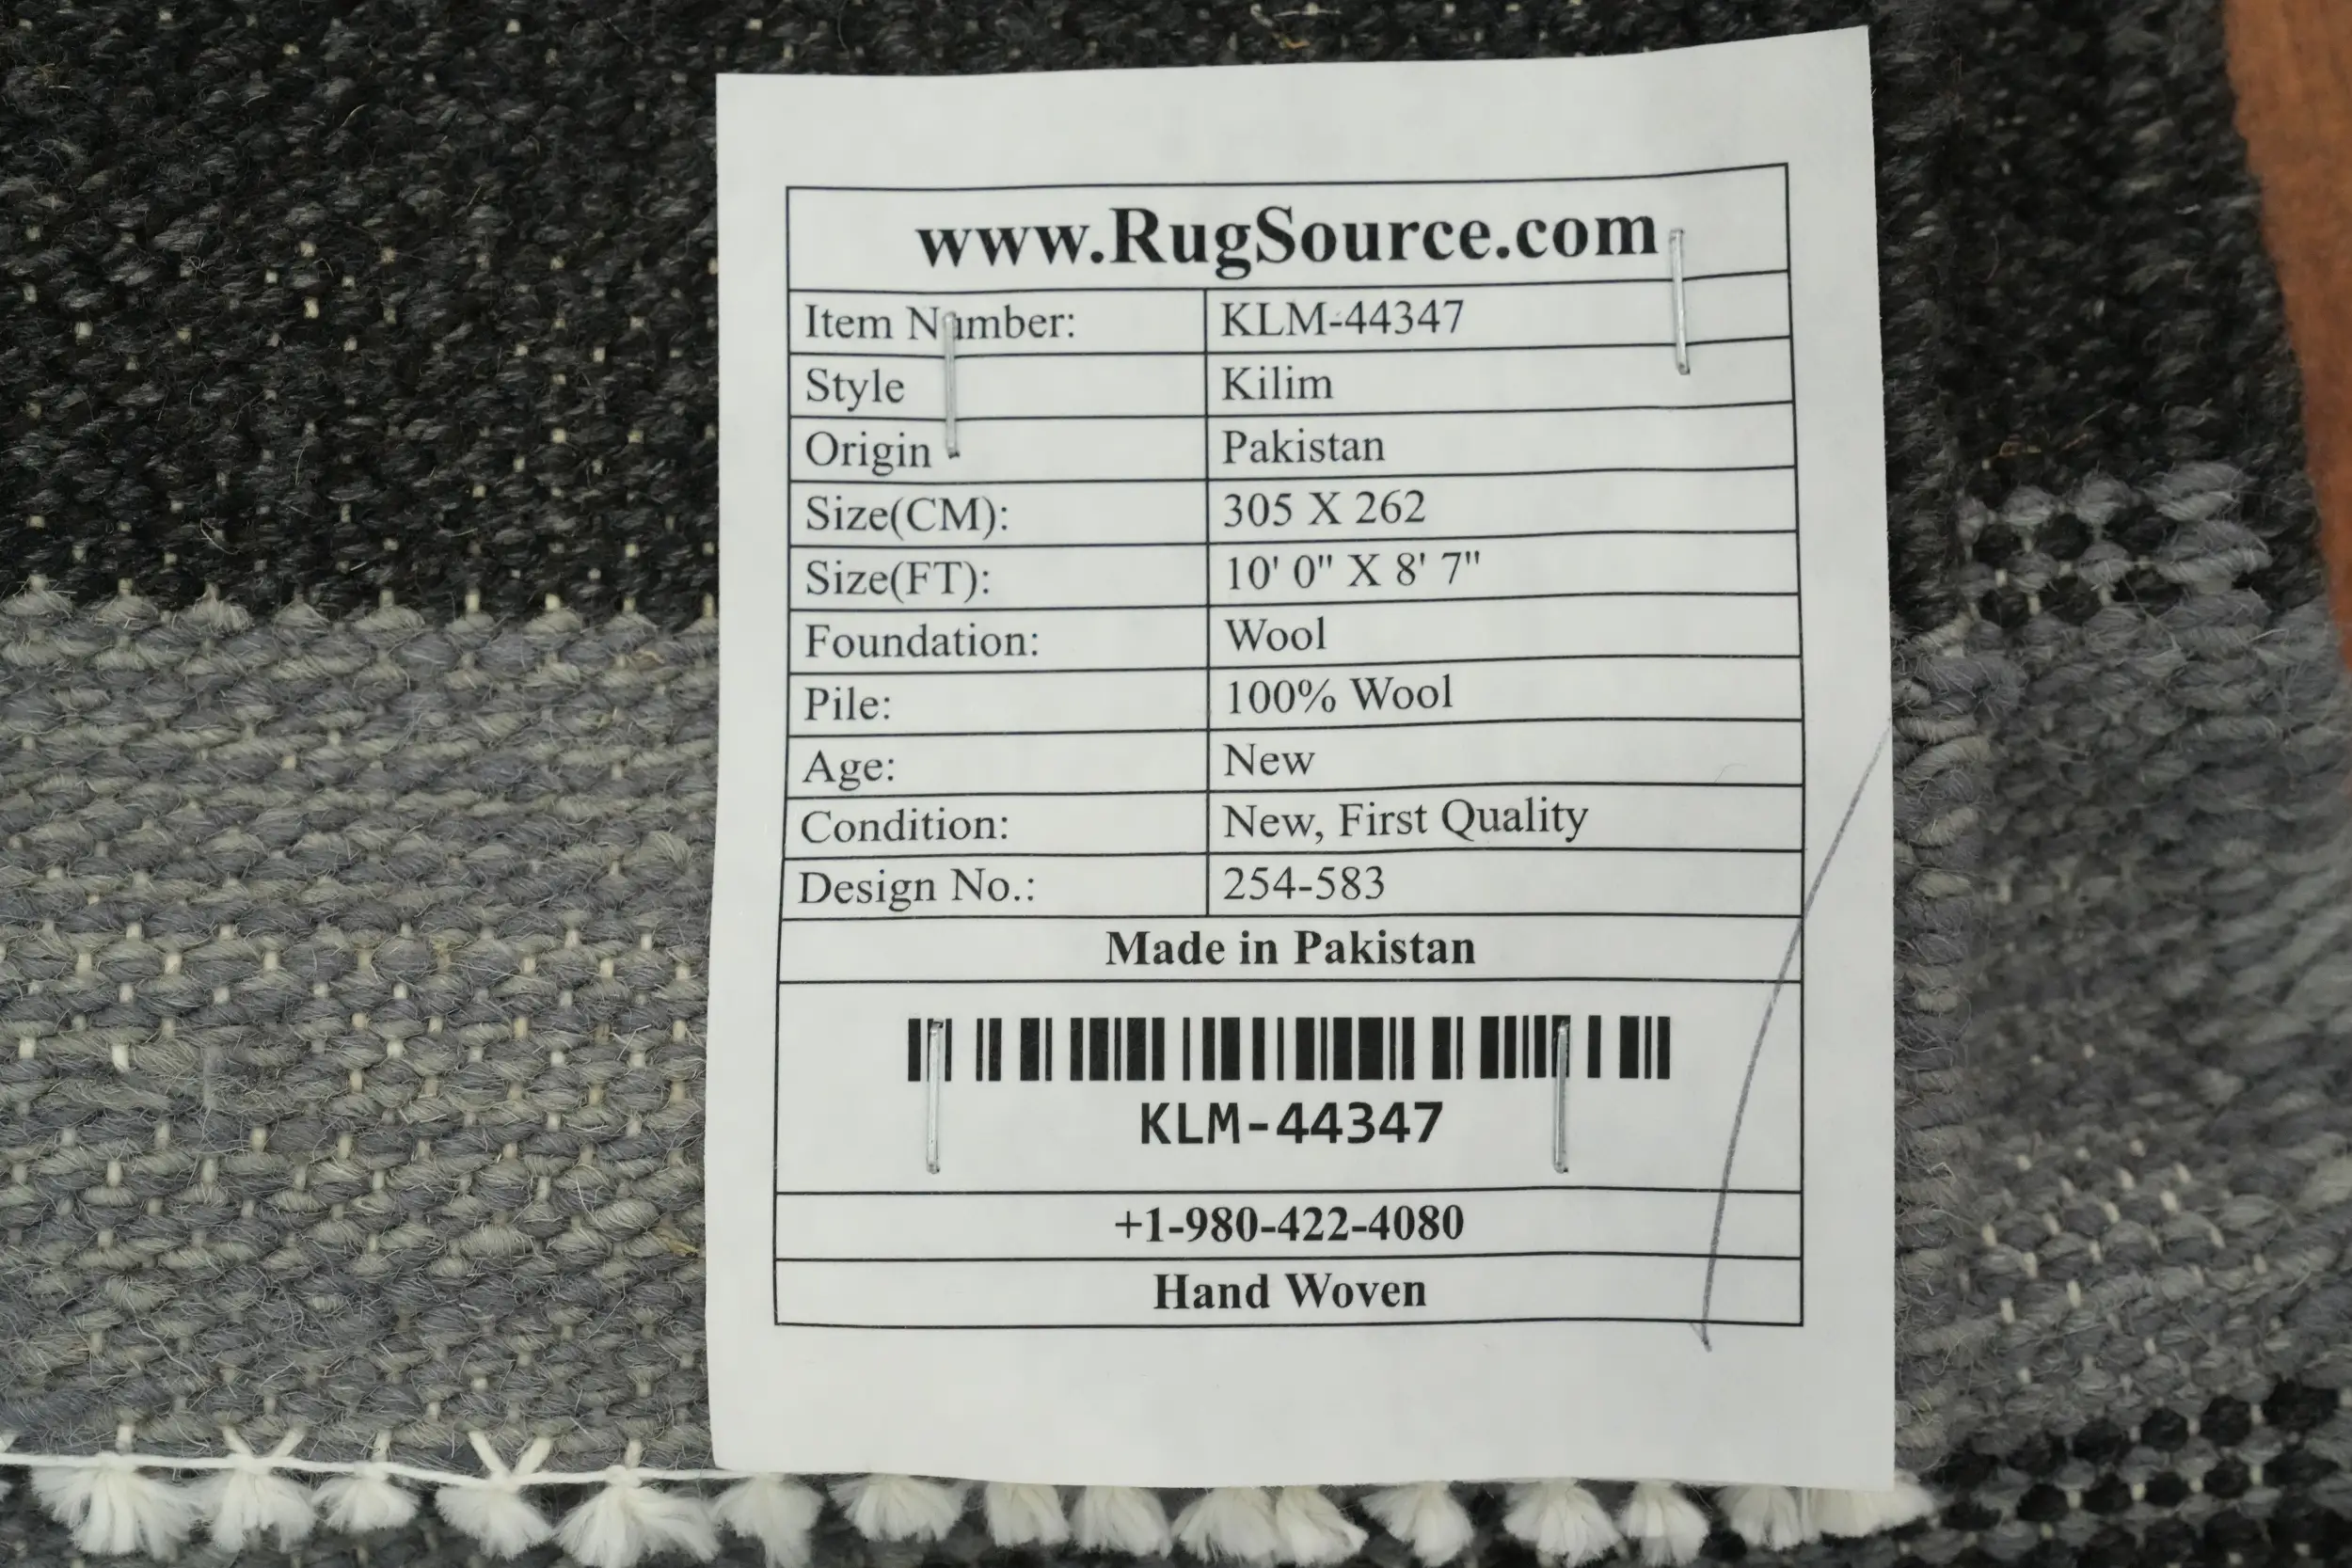 www.RugSource.com
Item Number: KLM-44347
Style Kilim
Origin Pakistan
Size(CM): 305 X 262
Size(FT): 10' 0" X 8' 7"
Foundation: Wool
Pile: 100% Wool
Age: New
Condition: New, First Quality
Design No.: 254-583
Made in Pakistan
KLM-44347
+1-980-422-4080
Hand Woven